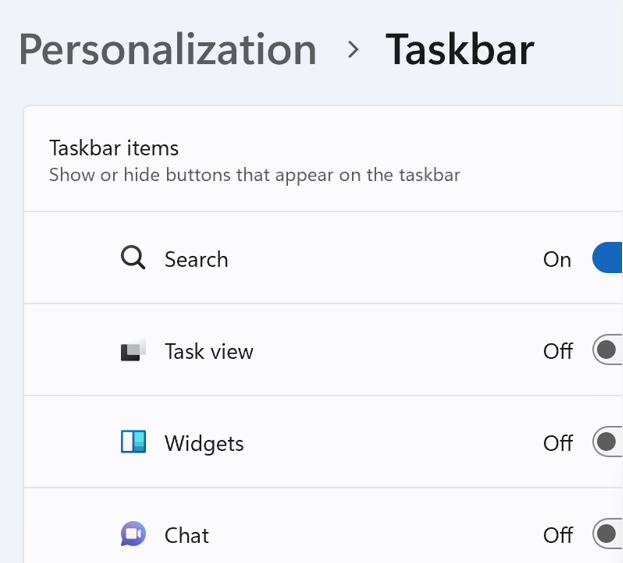 Personalization > Taskbar
Taskbar items
Show or hide buttons that appear on the taskbar
Search On
Task view Off
Widgets Off
Chat Off